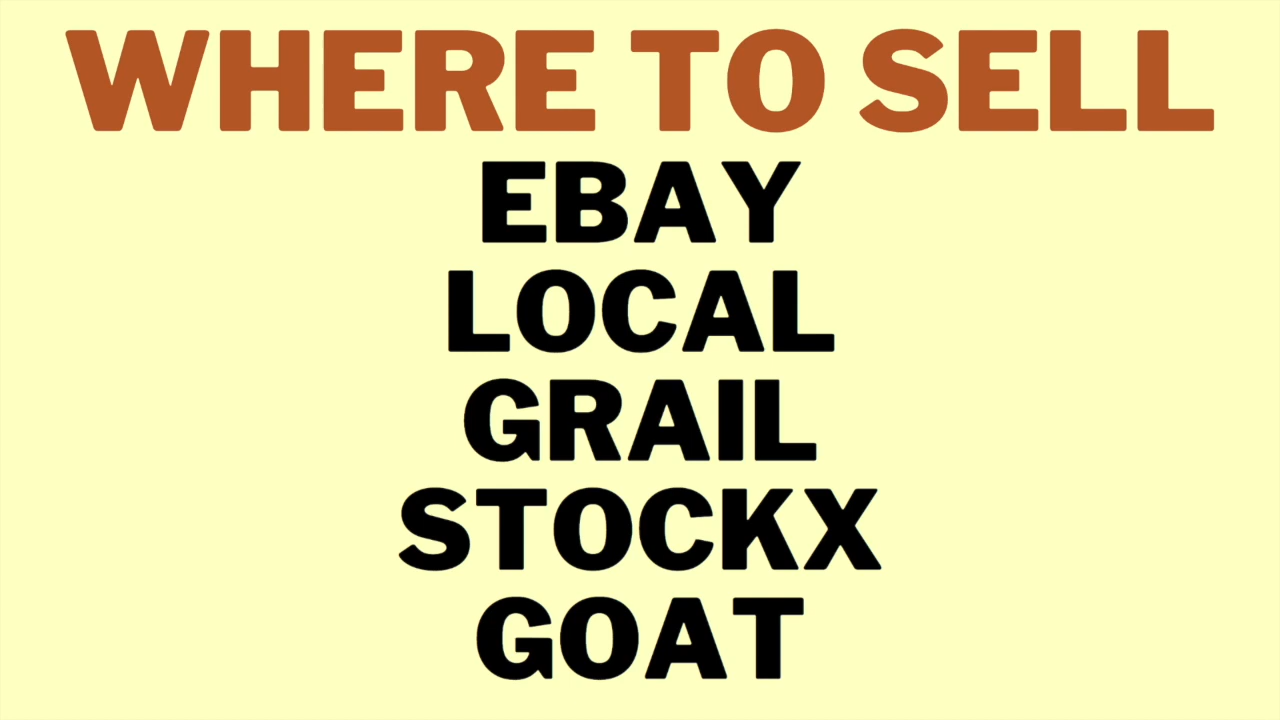 WHERE TO SELL
EBAY
LOCAL
GRAIL
STOCKX
GOAT